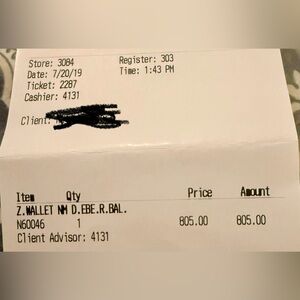 Store: 3084 Register: 303
Date: 7/20/19 Time: 1:43 PM
Ticket: 2287
Cashier: 4131
Client:
Item Qty Price Amount
Z.WALLET NM D.EBE.R.BAL.
N60046 1 805.00 805.00
Client Advisor: 4131